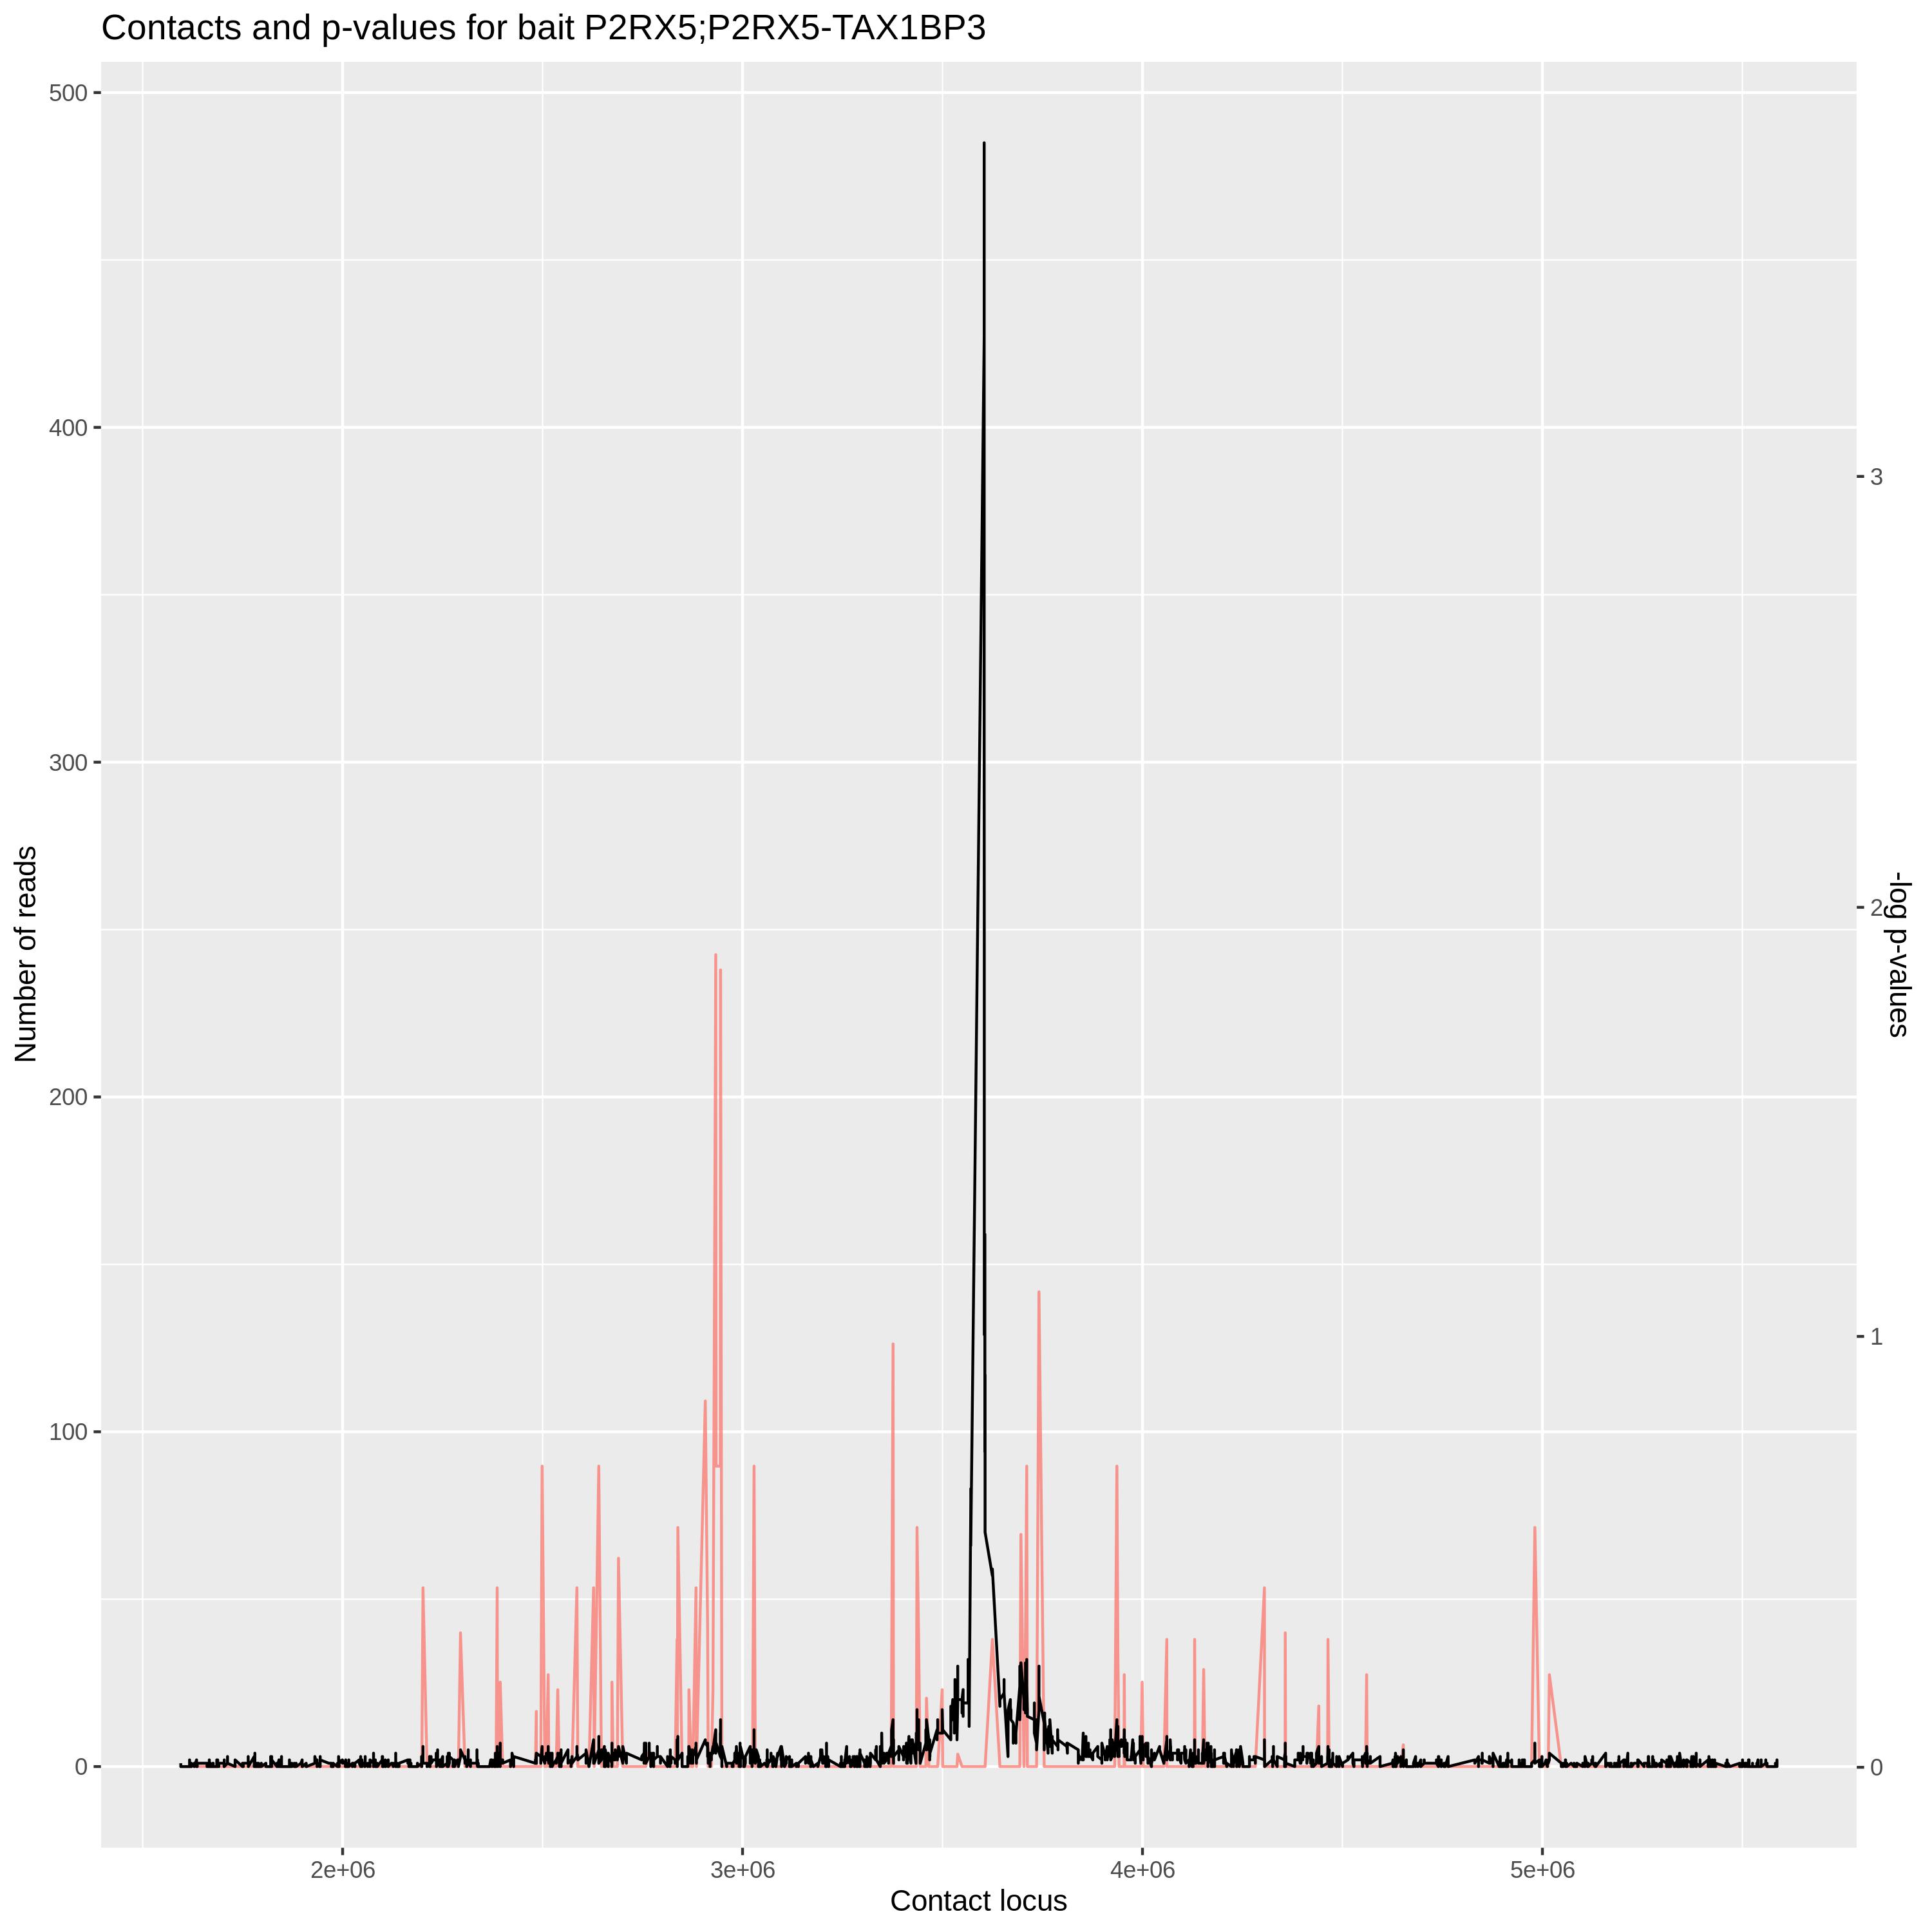 Contacts and p-values for bait P2RX5;P2RX5-TAX1BP3
500
400
300
200
100
0
Number of reads
3
2
1
0
-log p-values
2e+06 3e+06 4e+06 5e+06
Contact locus